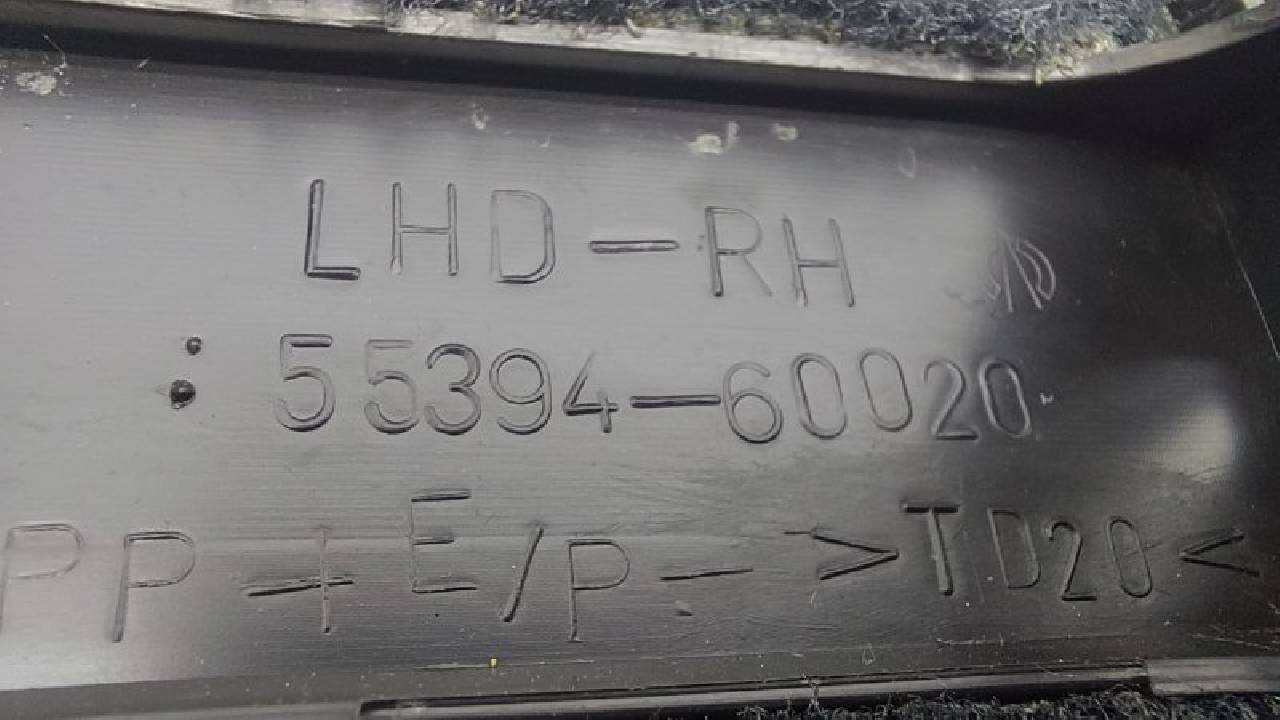 LHD-RH
: 55394-60020
PP+E/P->TD20<